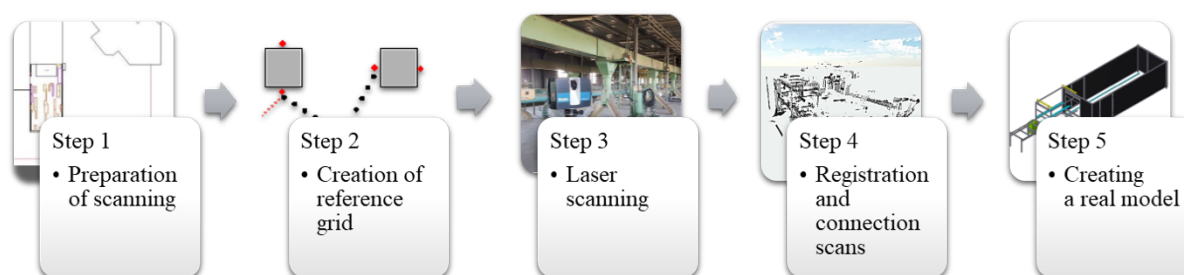 Step 1
• Preparation
of scanning
Step 2
• Creation of
reference
grid
Step 3
• Laser
scanning
Step 4
• Registration
and
connection
scans
Step 5
• Creating
a real model